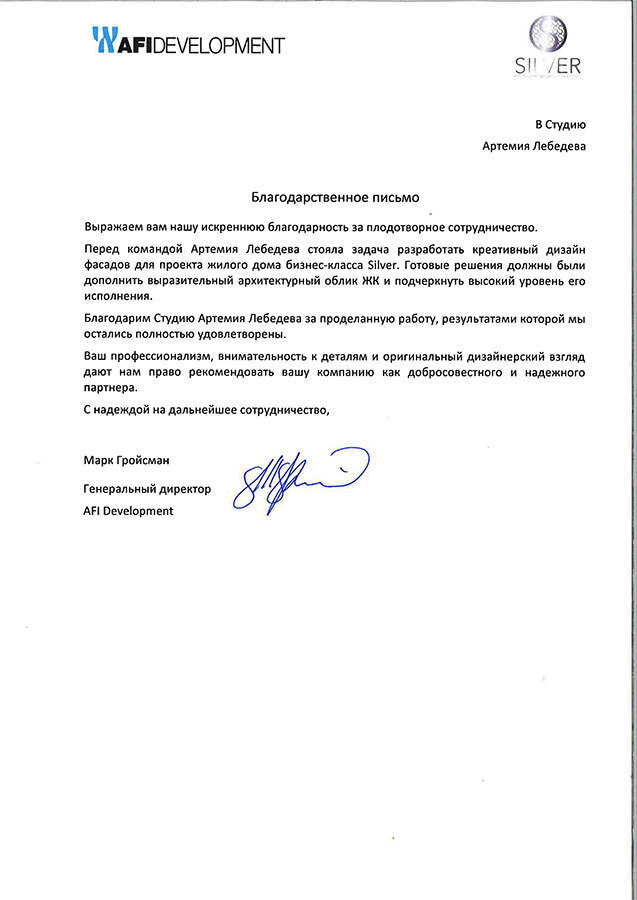 AFIDEVELOPMENT
SILVER
В Студию
Артемия Лебедева
Благодарственное письмо
Выражаем вам нашу искреннюю благодарность за плодотворное сотрудничество.
Перед командой Артемия Лебедева стояла задача разработать креативный дизайн
фасадов для проекта жилого дома бизнес-класса Silver. Готовые решения должны были
дополнить выразительный архитектурный облик ЖК и подчеркнуть высокий уровень его
исполнения.
Благодарим Студию Артемия Лебедева за проделанную работу, результатами которой мы
остались полностью удовлетворены.
Ваш профессионализм, внимательность к деталям и оригинальный дизайнерский взгляд
дают нам право рекомендовать вашу компанию как добросовестного и надежного
партнера.
С надеждой на дальнейшее сотрудничество,
Марк Гройсман
Генеральный директор
AFI Development